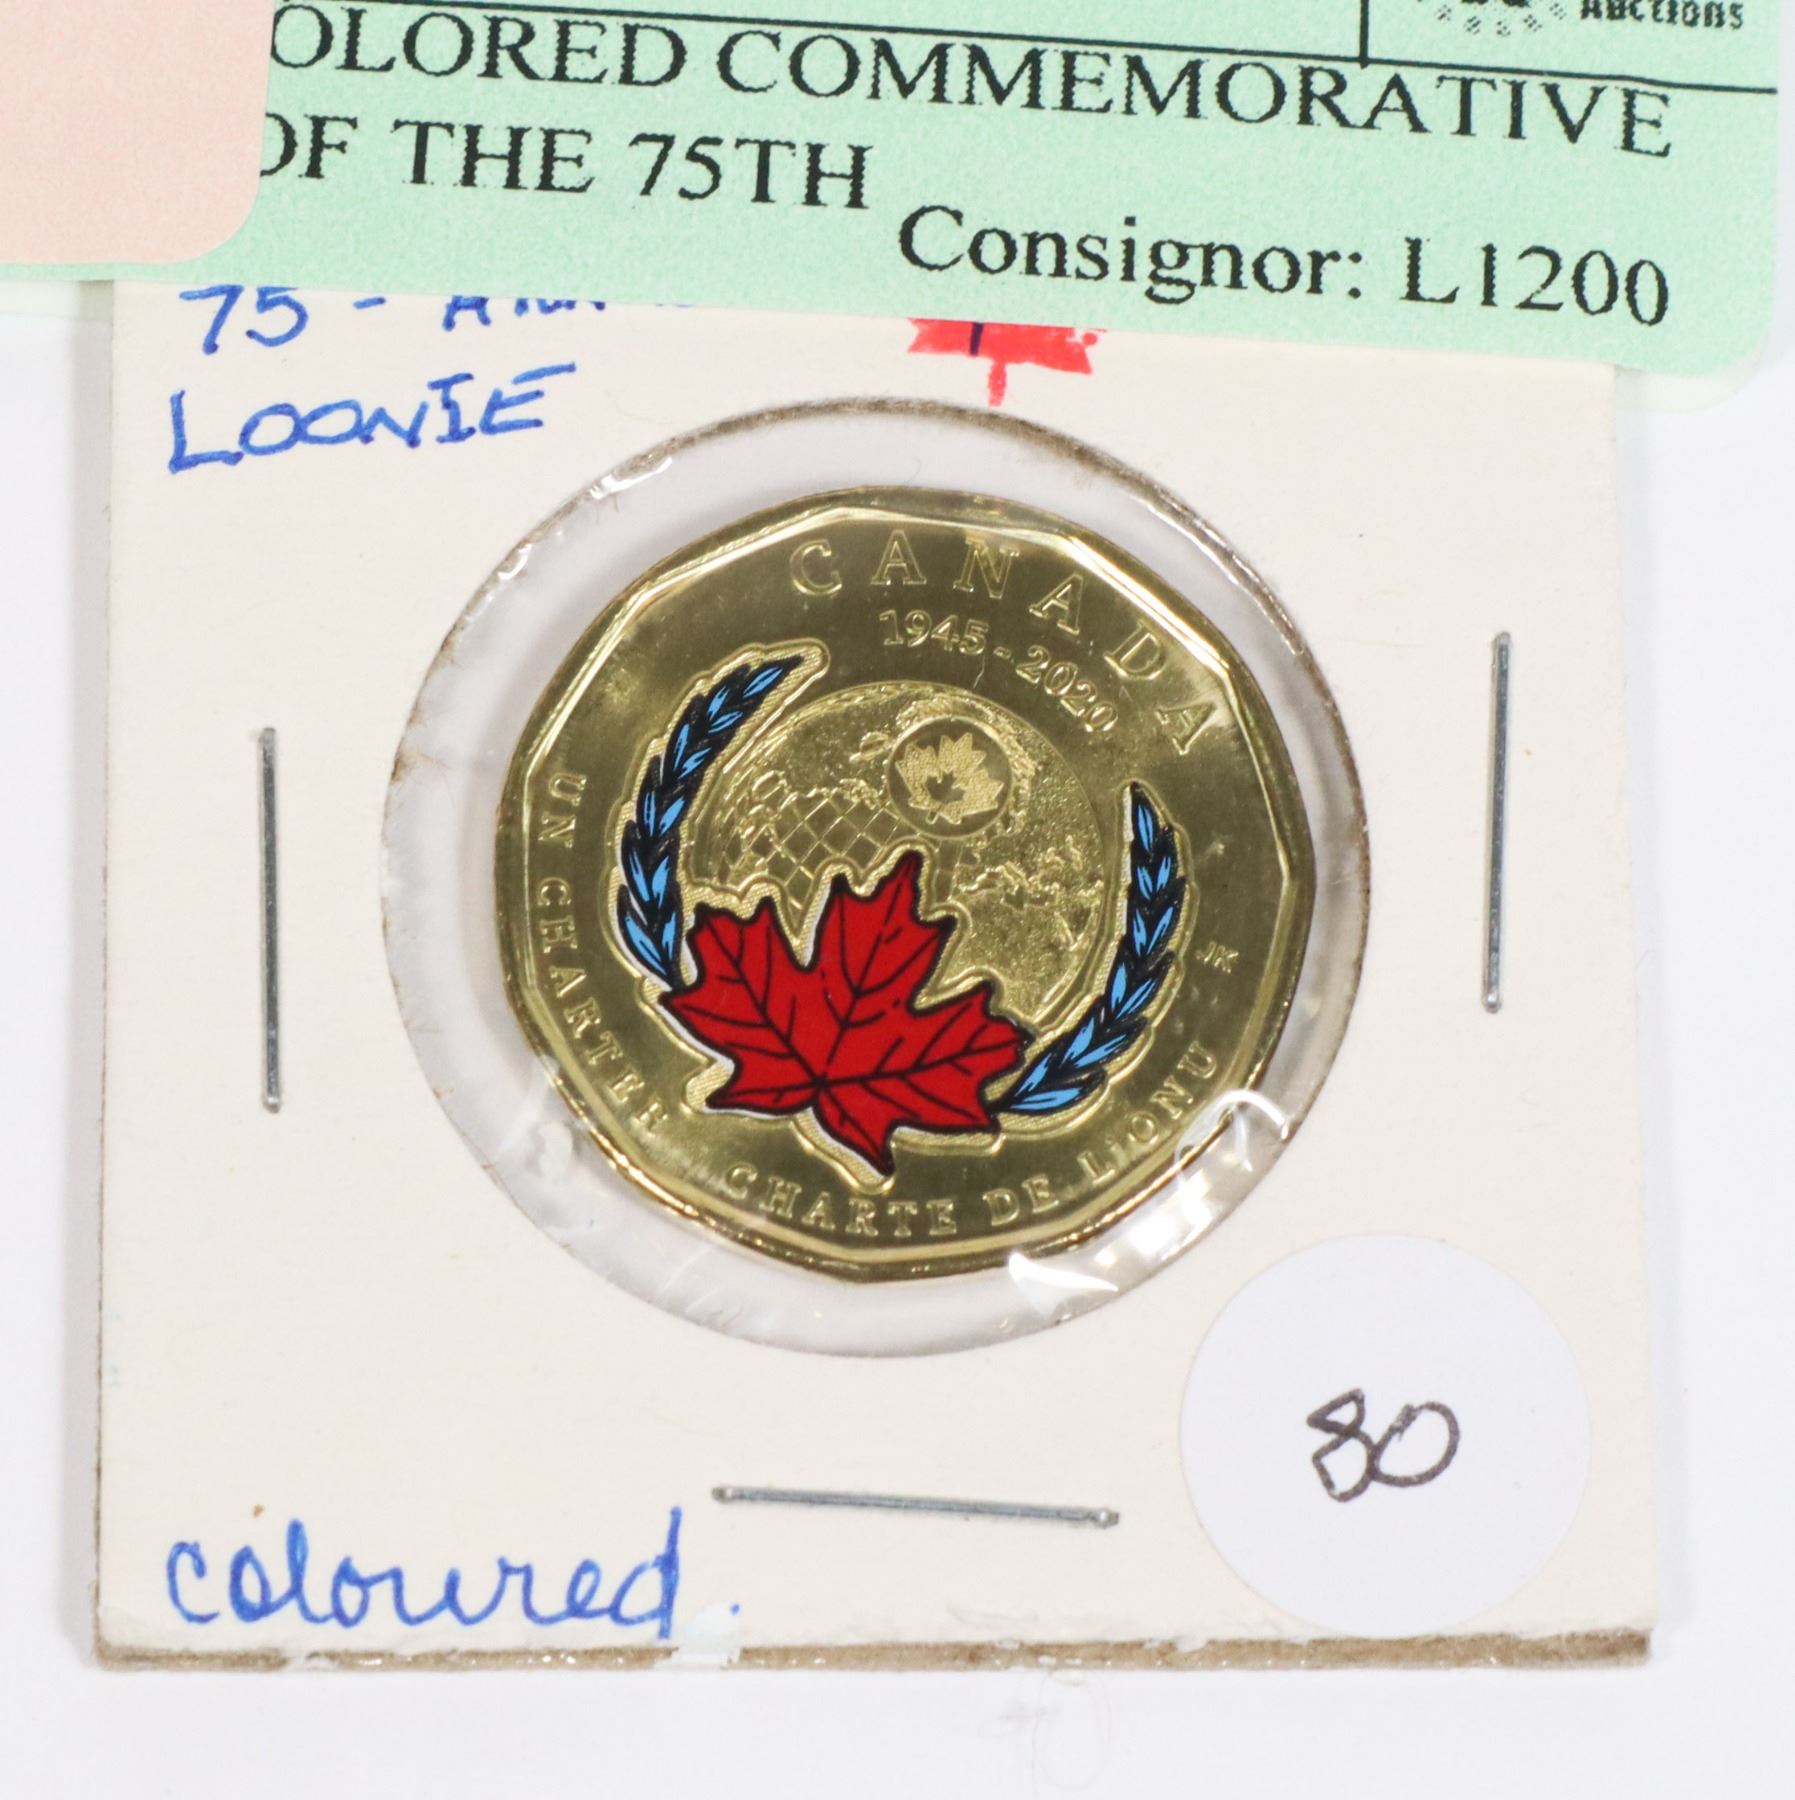 AUCTIONS
OLORED COMMEMORATIVE
OF THE 75TH
Consignor: L1200
75 -
LOONIE
CANADA
1945-2020
UN CHARTER
CHARTE DE L'ONU
JK
80
coloured.